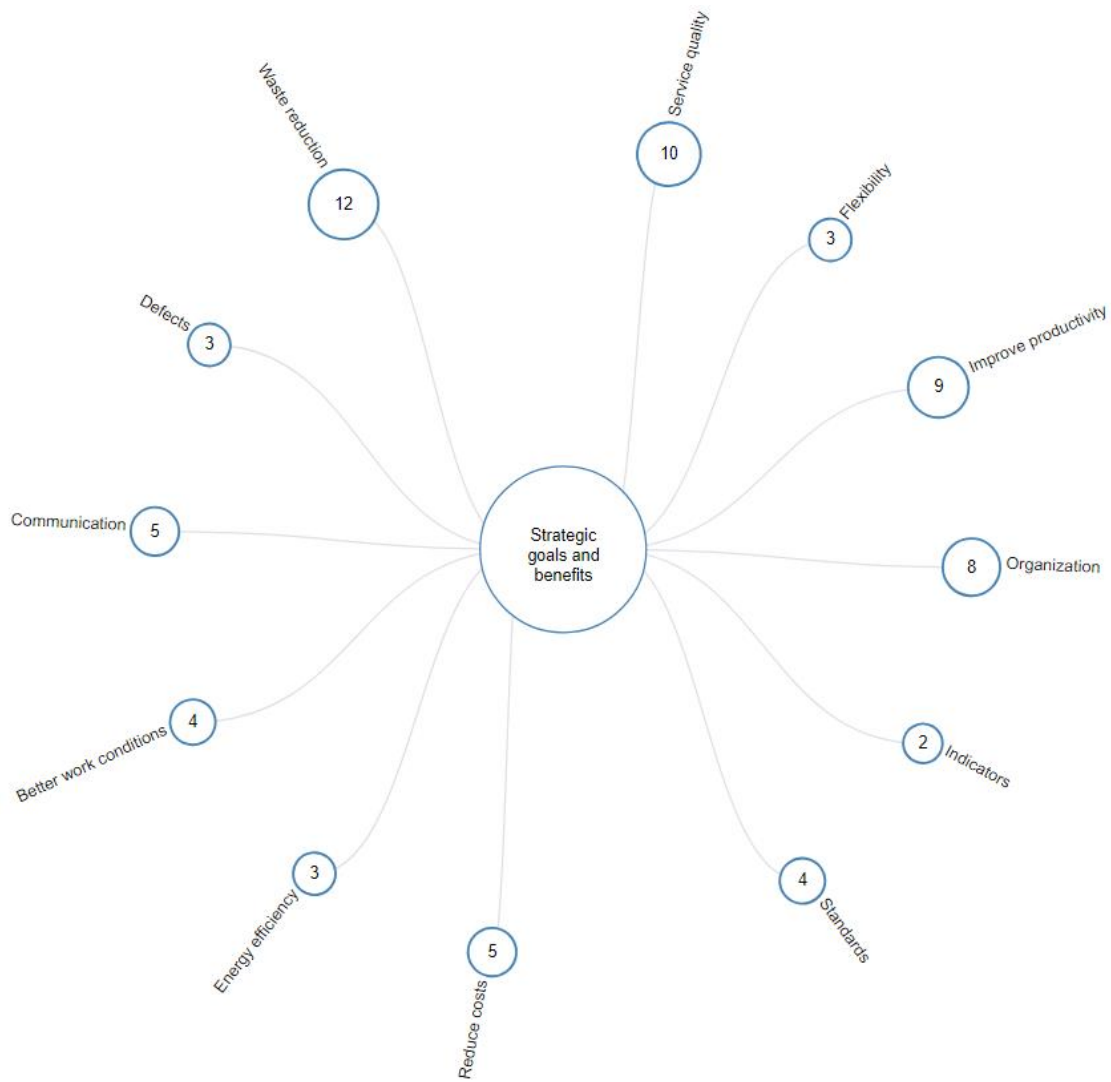 Service quality
10
Waste reduction
12
Flexibility
3
Defects
3
Improve productivity
9
Communication
5
Strategic
goals and
benefits
8
Organization
Better work conditions
4
2
Indicators
Energy efficiency
3
4
Standards
5
Reduce costs